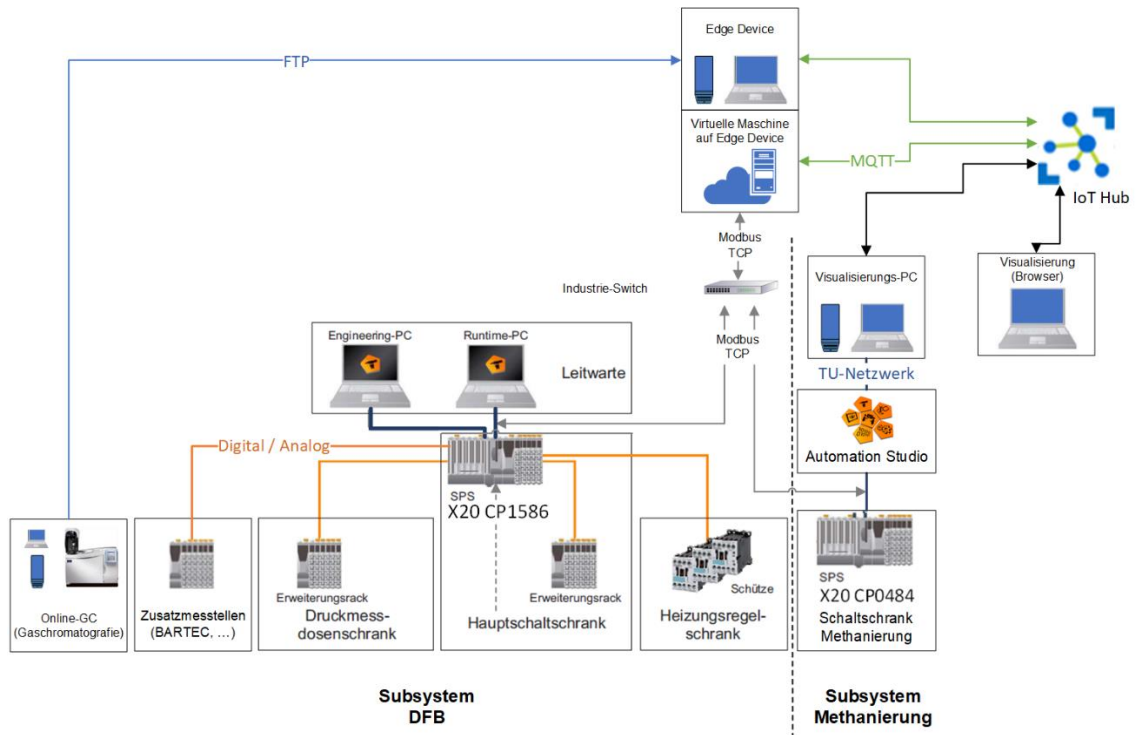 Edge Device
FTP
Virtuelle Maschine
auf Edge Device
MQTT
IoT Hub
Modbus
TCP
Industrie-Switch
Visualisierungs-PC
Visualisierung
(Browser)
Engineering-PC
Runtime-PC
Leitwarte
Modbus
TCP
TU-Netzwerk
Automation Studio
Digital / Analog
SPS
X20 CP1586
Online-GC
(Gaschromatografie)
Zusatzmesstellen
(BARTEC, ...)
Erweiterungsrack
Druckmess-
dosenschrank
Hauptschaltschrank
Erweiterungsrack
Schütze
Heizungsregel-
schrank
SPS
X20 CP0484
Schaltschrank
Methanierung
Subsystem
DFB
Subsystem
Methanierung